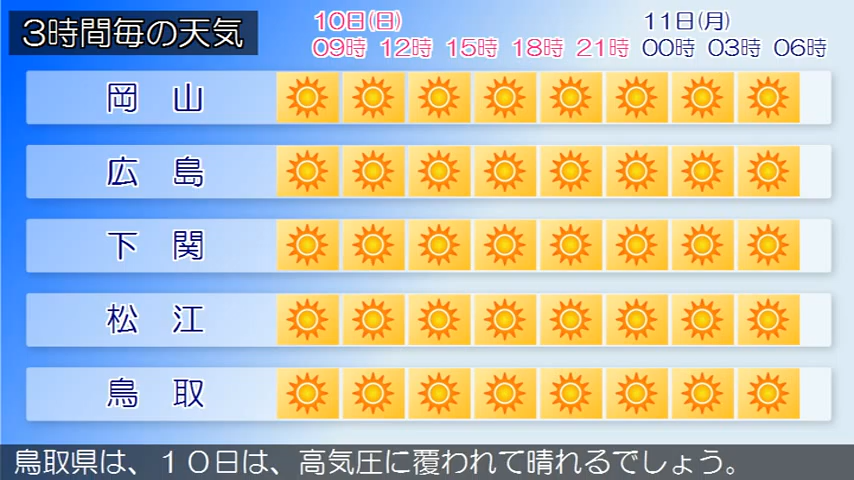 3時間毎の天気
10日(日) 11日(月)
09時 12時 15時 18時 21時 00時 03時 06時
岡 山
広 島
下 関
松 江
鳥 取
鳥取県は、１０日は、高気圧に覆われて晴れるでしょう。